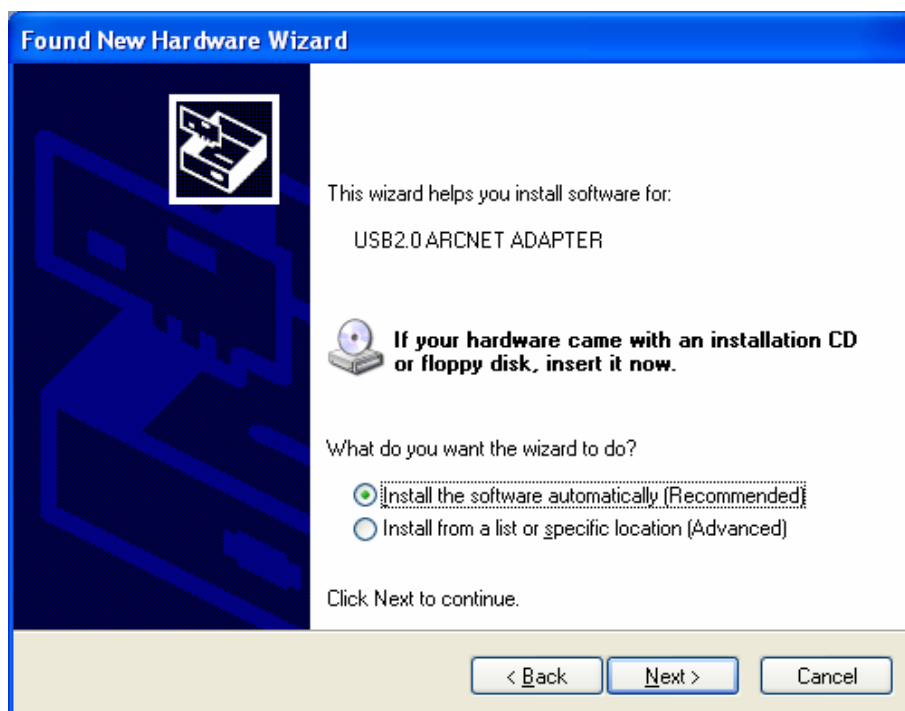 Found New Hardware Wizard
This wizard helps you install software for:
USB2.0 ARCNET ADAPTER
If your hardware came with an installation CD
or floppy disk, insert it now.
What do you want the wizard to do?
Install the software automatically (Recommended)
Install from a list or specific location (Advanced)
Click Next to continue.
< Back Next > Cancel